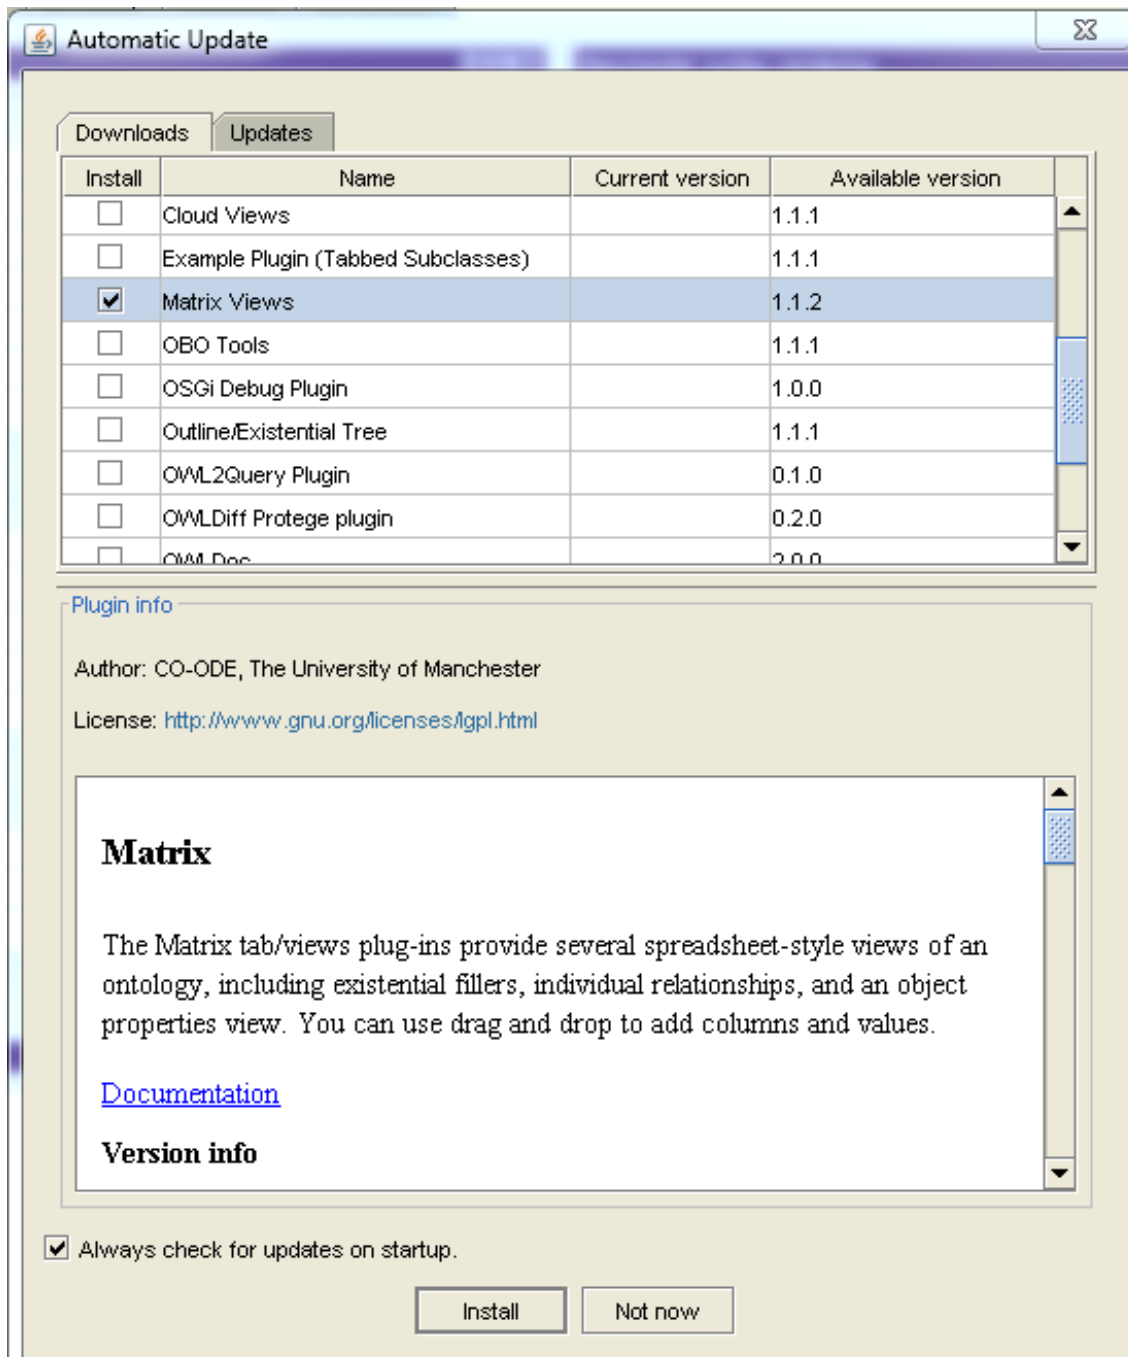 Automatic Update
Downloads Updates
Install Name Current version Available version
Cloud Views 1.1.1
Example Plugin (Tabbed Subclasses) 1.1.1
Matrix Views 1.1.2
OBO Tools 1.1.1
OSGi Debug Plugin 1.0.0
Outline/Existential Tree 1.1.1
OWL2Query Plugin 0.1.0
OWLDiff Protege plugin 0.2.0
OWLDoc 2.0.0
Plugin info
Author: CO-ODE, The University of Manchester
License: http://www.gnu.org/licenses/lgpl.html
Matrix
The Matrix tab/views plug-ins provide several spreadsheet-style views of an
ontology, including existential fillers, individual relationships, and an object
properties view. You can use drag and drop to add columns and values.
Documentation
Version info
Always check for updates on startup.
Install Not now